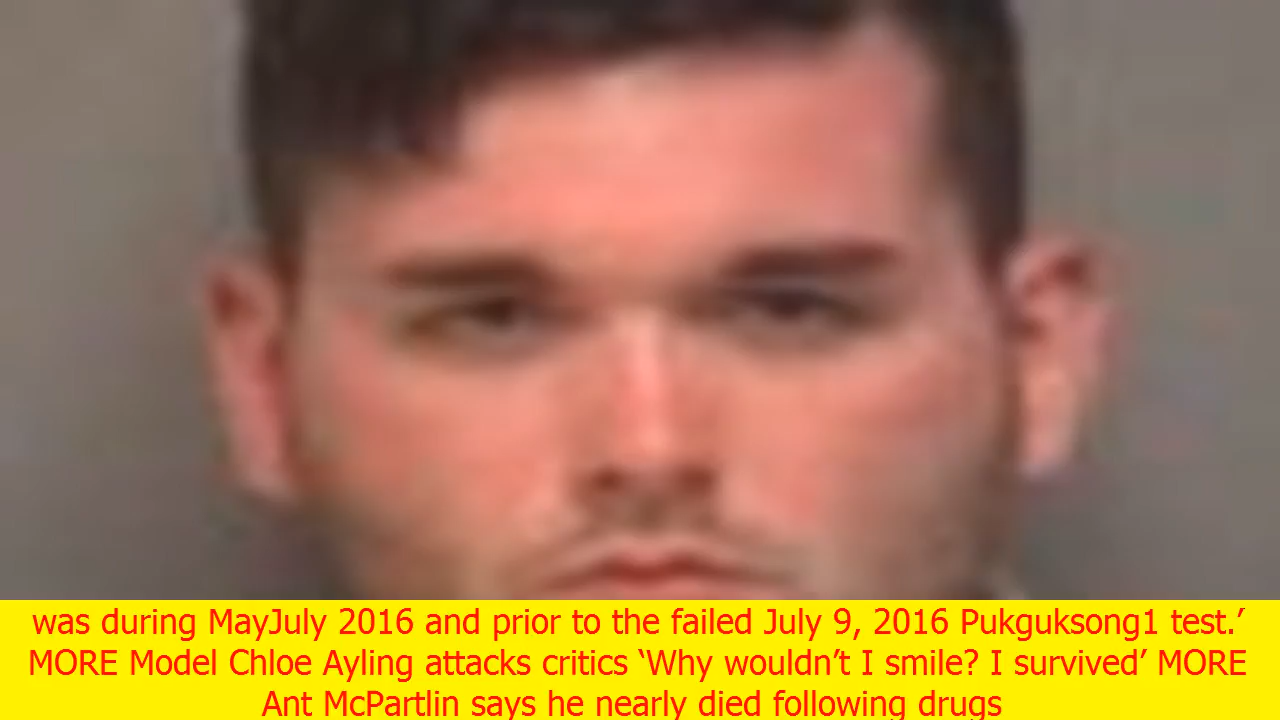 was during MayJuly 2016 and prior to the failed July 9, 2016 Pukguksong1 test.’
MORE Model Chloe Ayling attacks critics ‘Why wouldn’t I smile? I survived’ MORE
Ant McPartlin says he nearly died following drugs